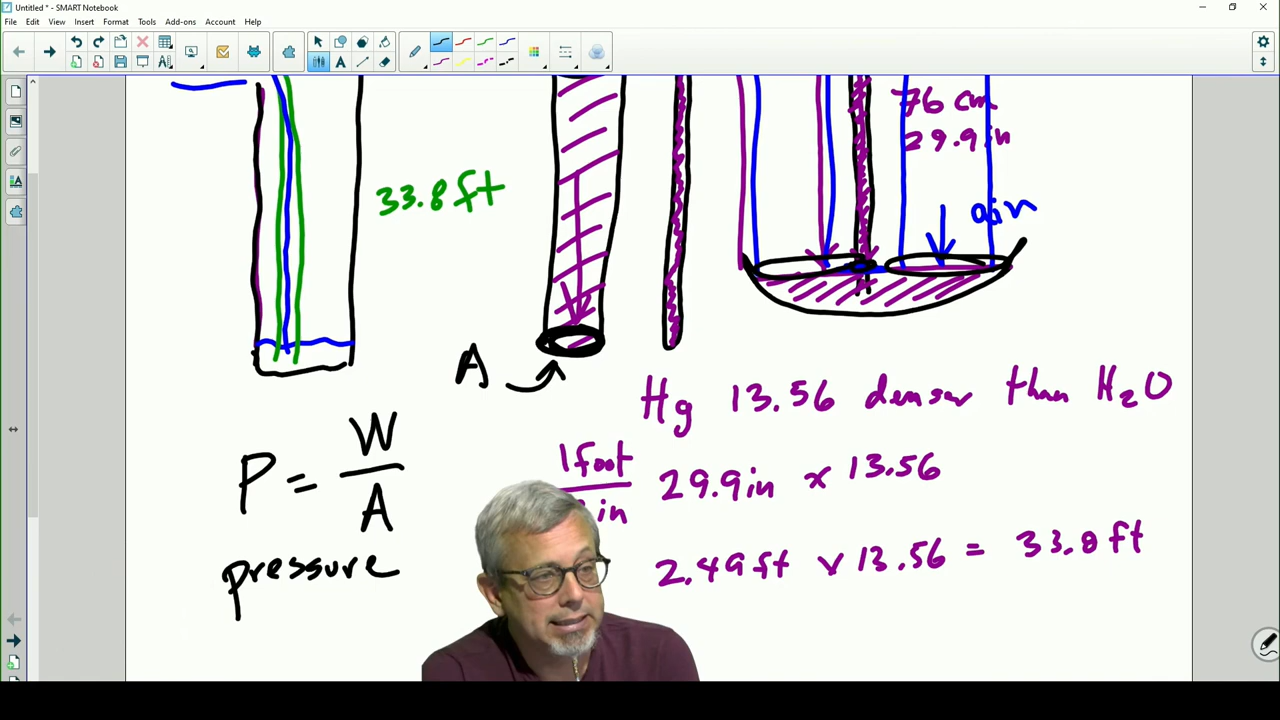 Untitled * - SMART Notebook
File Edit View Insert Format Tools Add-ons Account Help
76 cm
29.9 in
33.8 ft
air
A
Hg 13.56 denser than H2O
P = W
A
pressure
1 foot
in
29.9 in x 13.56
2.49 ft x 13.56 = 33.8 ft